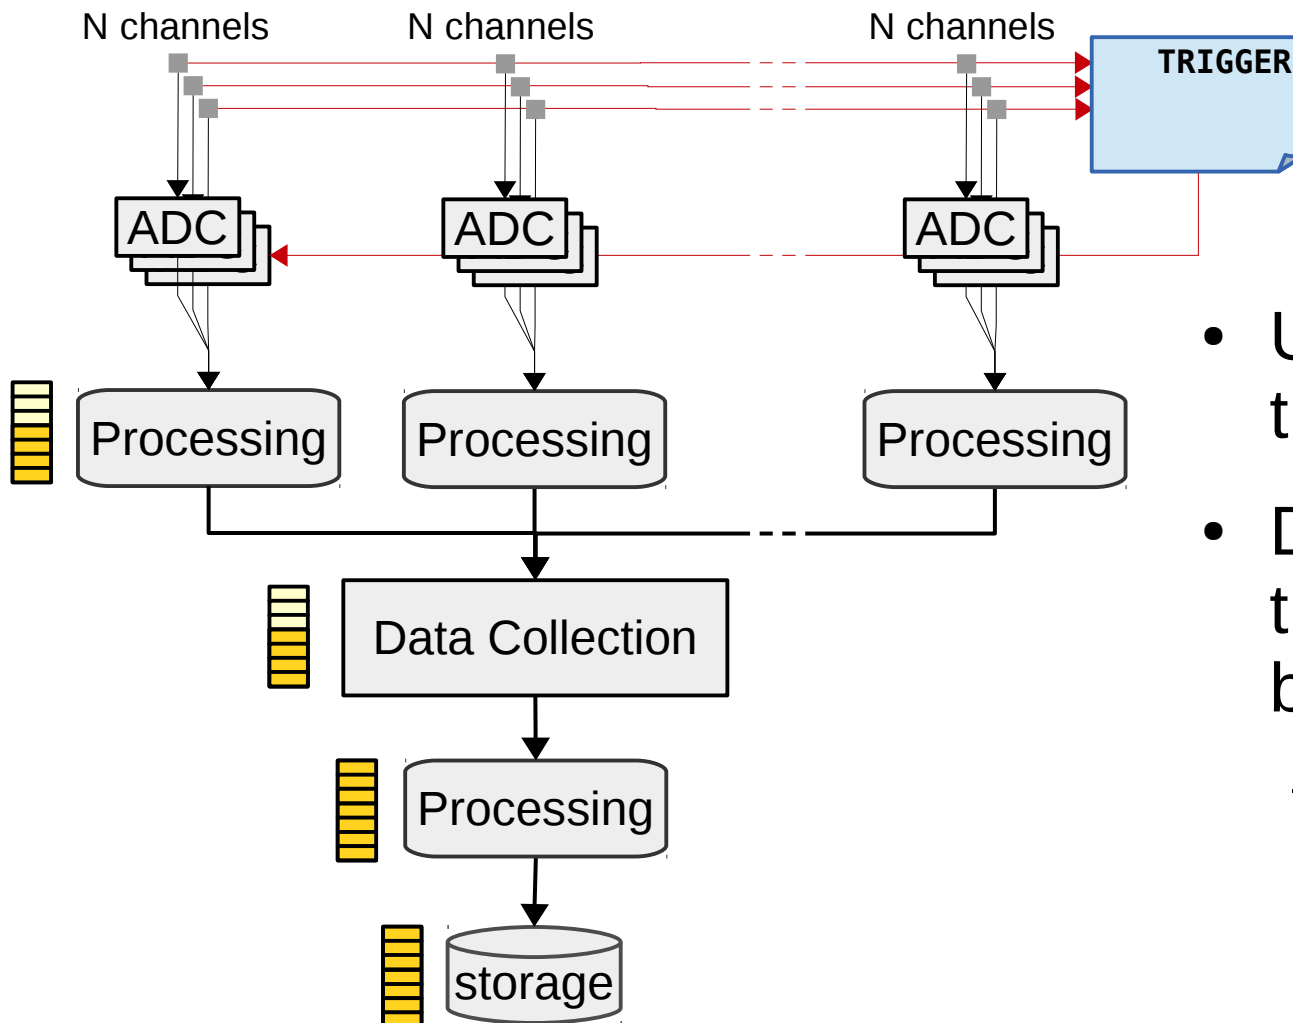 N channels N channels N channels
TRIGGER
ADC ADC ADC
Processing Processing Processing
Data Collection
Processing
storage
• U
t
• D
t
b